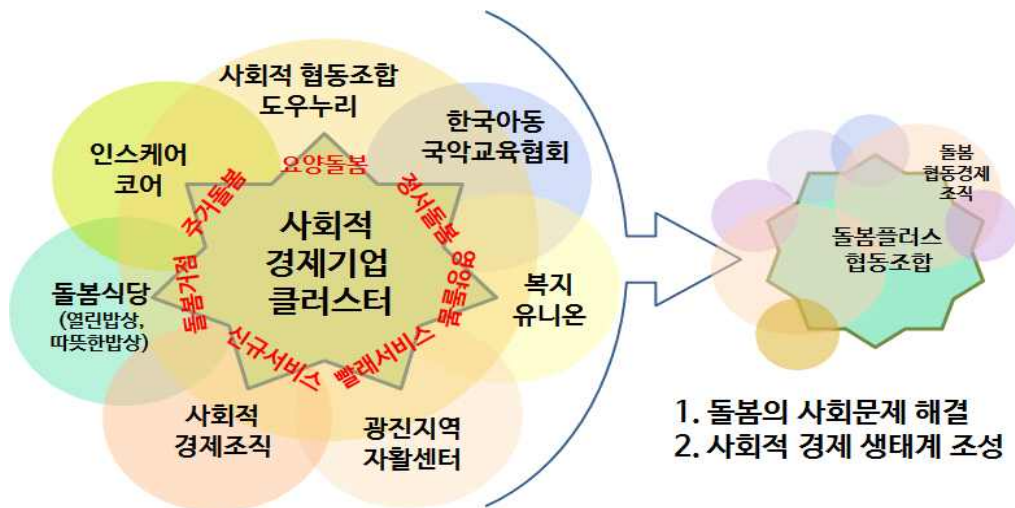 사회적 협동조합
도우누리
한국아동
국악교육협회
인스케어
코어
요양돌봄
주거돌봄
정서돌봄
사회적
경제기업
클러스터
돌봄거점
영양돌봄
돌봄식당
(열린밥상,
따뜻한밥상)
복지
유니온
신규서비스
빨래서비스
사회적
경제조직
광진지역
자활센터
돌봄
협동경제
조직
돌봄플러스
협동조합
1. 돌봄의 사회문제 해결
2. 사회적 경제 생태계 조성